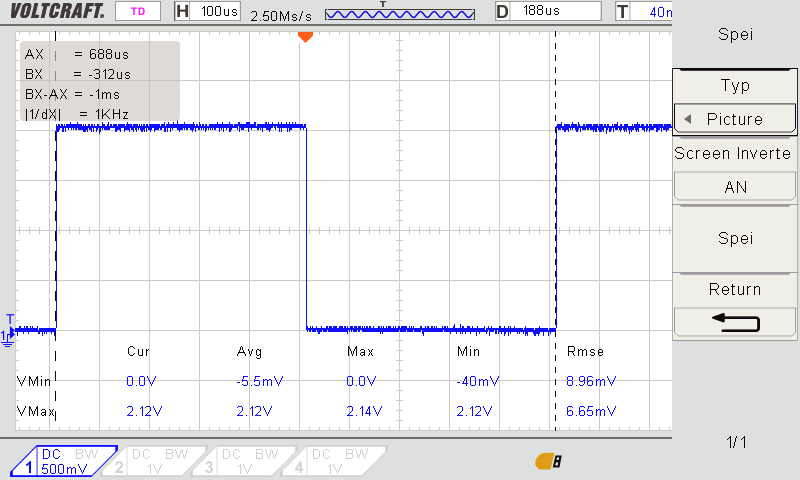 VOLTCRAFT. TD H 100us 2.50Ms/s T D 188us T 40n
Spei
AX = 688us
BX = -312us
BX-AX = -1ms
|1/dX| = 1KHz
Typ
Picture
Screen Inverte
AN
Spei
Return
T
1
Cur Avg Max Min Rmse
VMin 0.0V -5.5mV 0.0V -40mV 8.96mV
VMax 2.12V 2.12V 2.14V 2.12V 6.65mV
1/1
1 DC BW 500mV
2 DC BW 1V
3 DC BW 1V
4 DC BW 1V
8